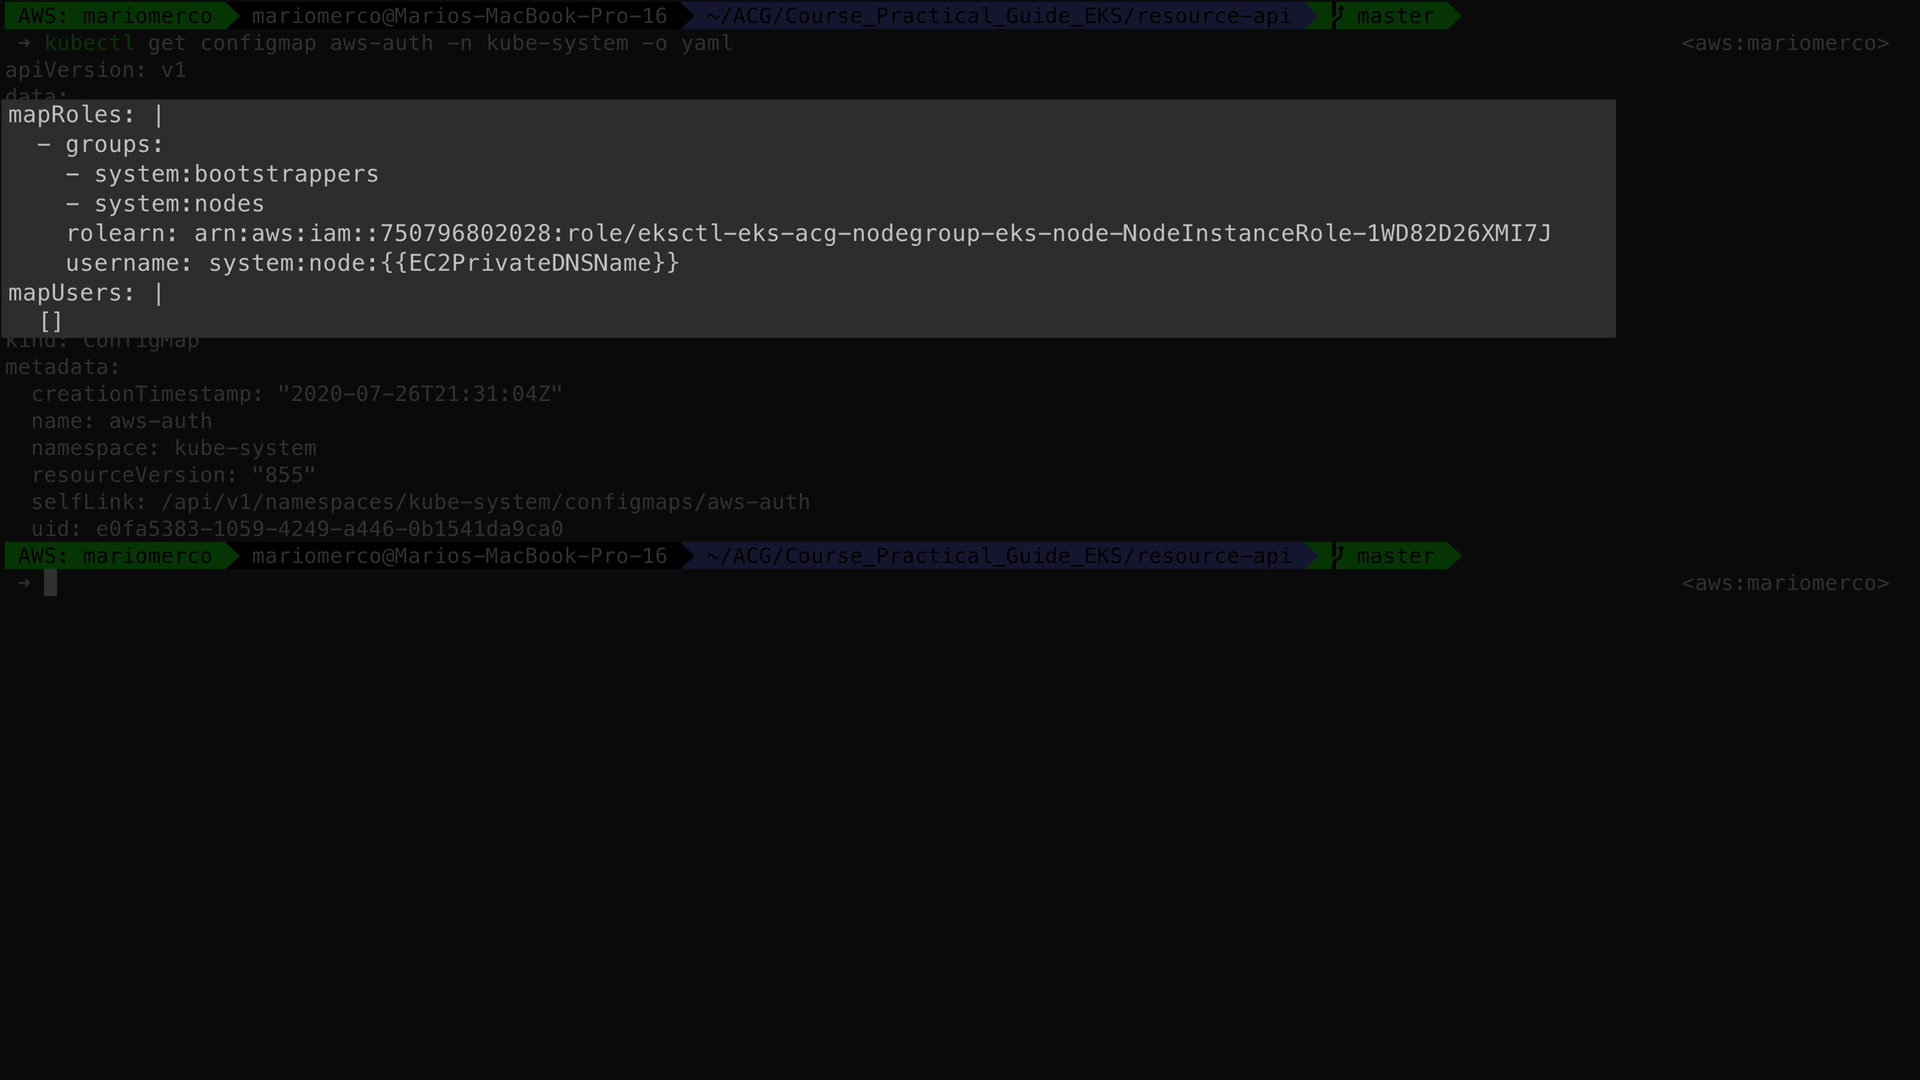 AWS: mariomerco mariomerco@Marios-MacBook-Pro-16 ~/ACG/Course_Practical_Guide_EKS/resource-api master
→ kubectl get configmap aws-auth -n kube-system -o yaml <aws:mariomerco>
apiVersion: v1
data:
mapRoles: |
  - groups:
    - system:bootstrappers
    - system:nodes
    rolearn: arn:aws:iam::750796802028:role/eksctl-eks-acg-nodegroup-eks-node-NodeInstanceRole-1WD82D26XMI7J
    username: system:node:{{EC2PrivateDNSName}}
mapUsers: |
  []
kind: ConfigMap
metadata:
  creationTimestamp: "2020-07-26T21:31:04Z"
  name: aws-auth
  namespace: kube-system
  resourceVersion: "855"
  selfLink: /api/v1/namespaces/kube-system/configmaps/aws-auth
  uid: e0fa5383-1059-4249-a446-0b1541da9ca0
AWS: mariomerco mariomerco@Marios-MacBook-Pro-16 ~/ACG/Course_Practical_Guide_EKS/resource-api master
→ <aws:mariomerco>